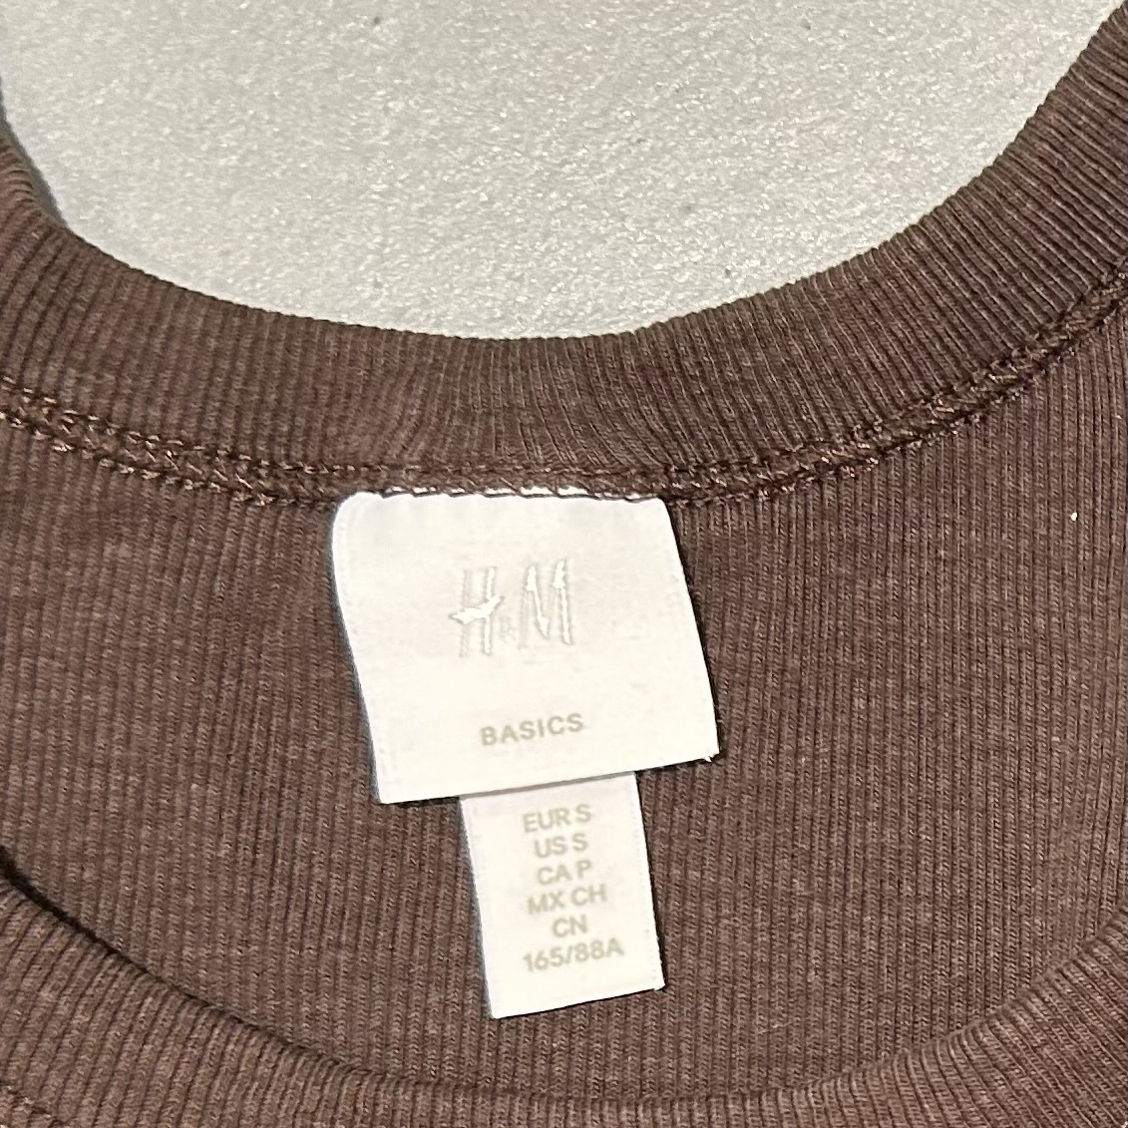 H&M
BASICS
EUR S
US S
CA P
MX CH
CN
165/88A